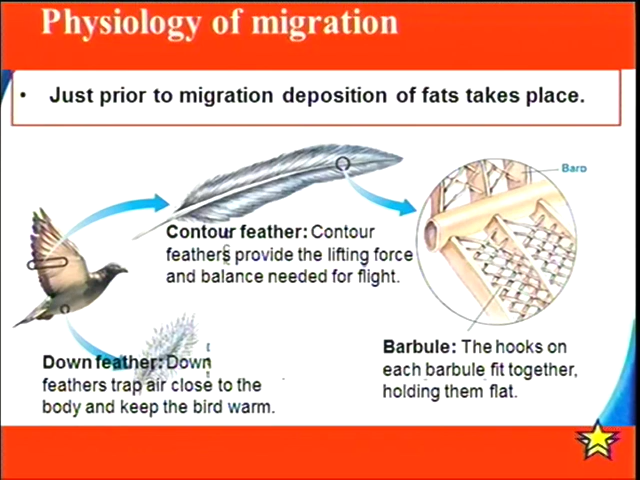 Physiology of migration
• Just prior to migration deposition of fats takes place.
Barb
Contour feather: Contour
feathers provide the lifting force
and balance needed for flight.
Barbule: The hooks on
each barbule fit together,
holding them flat.
Down feather: Down
feathers trap air close to the
body and keep the bird warm.